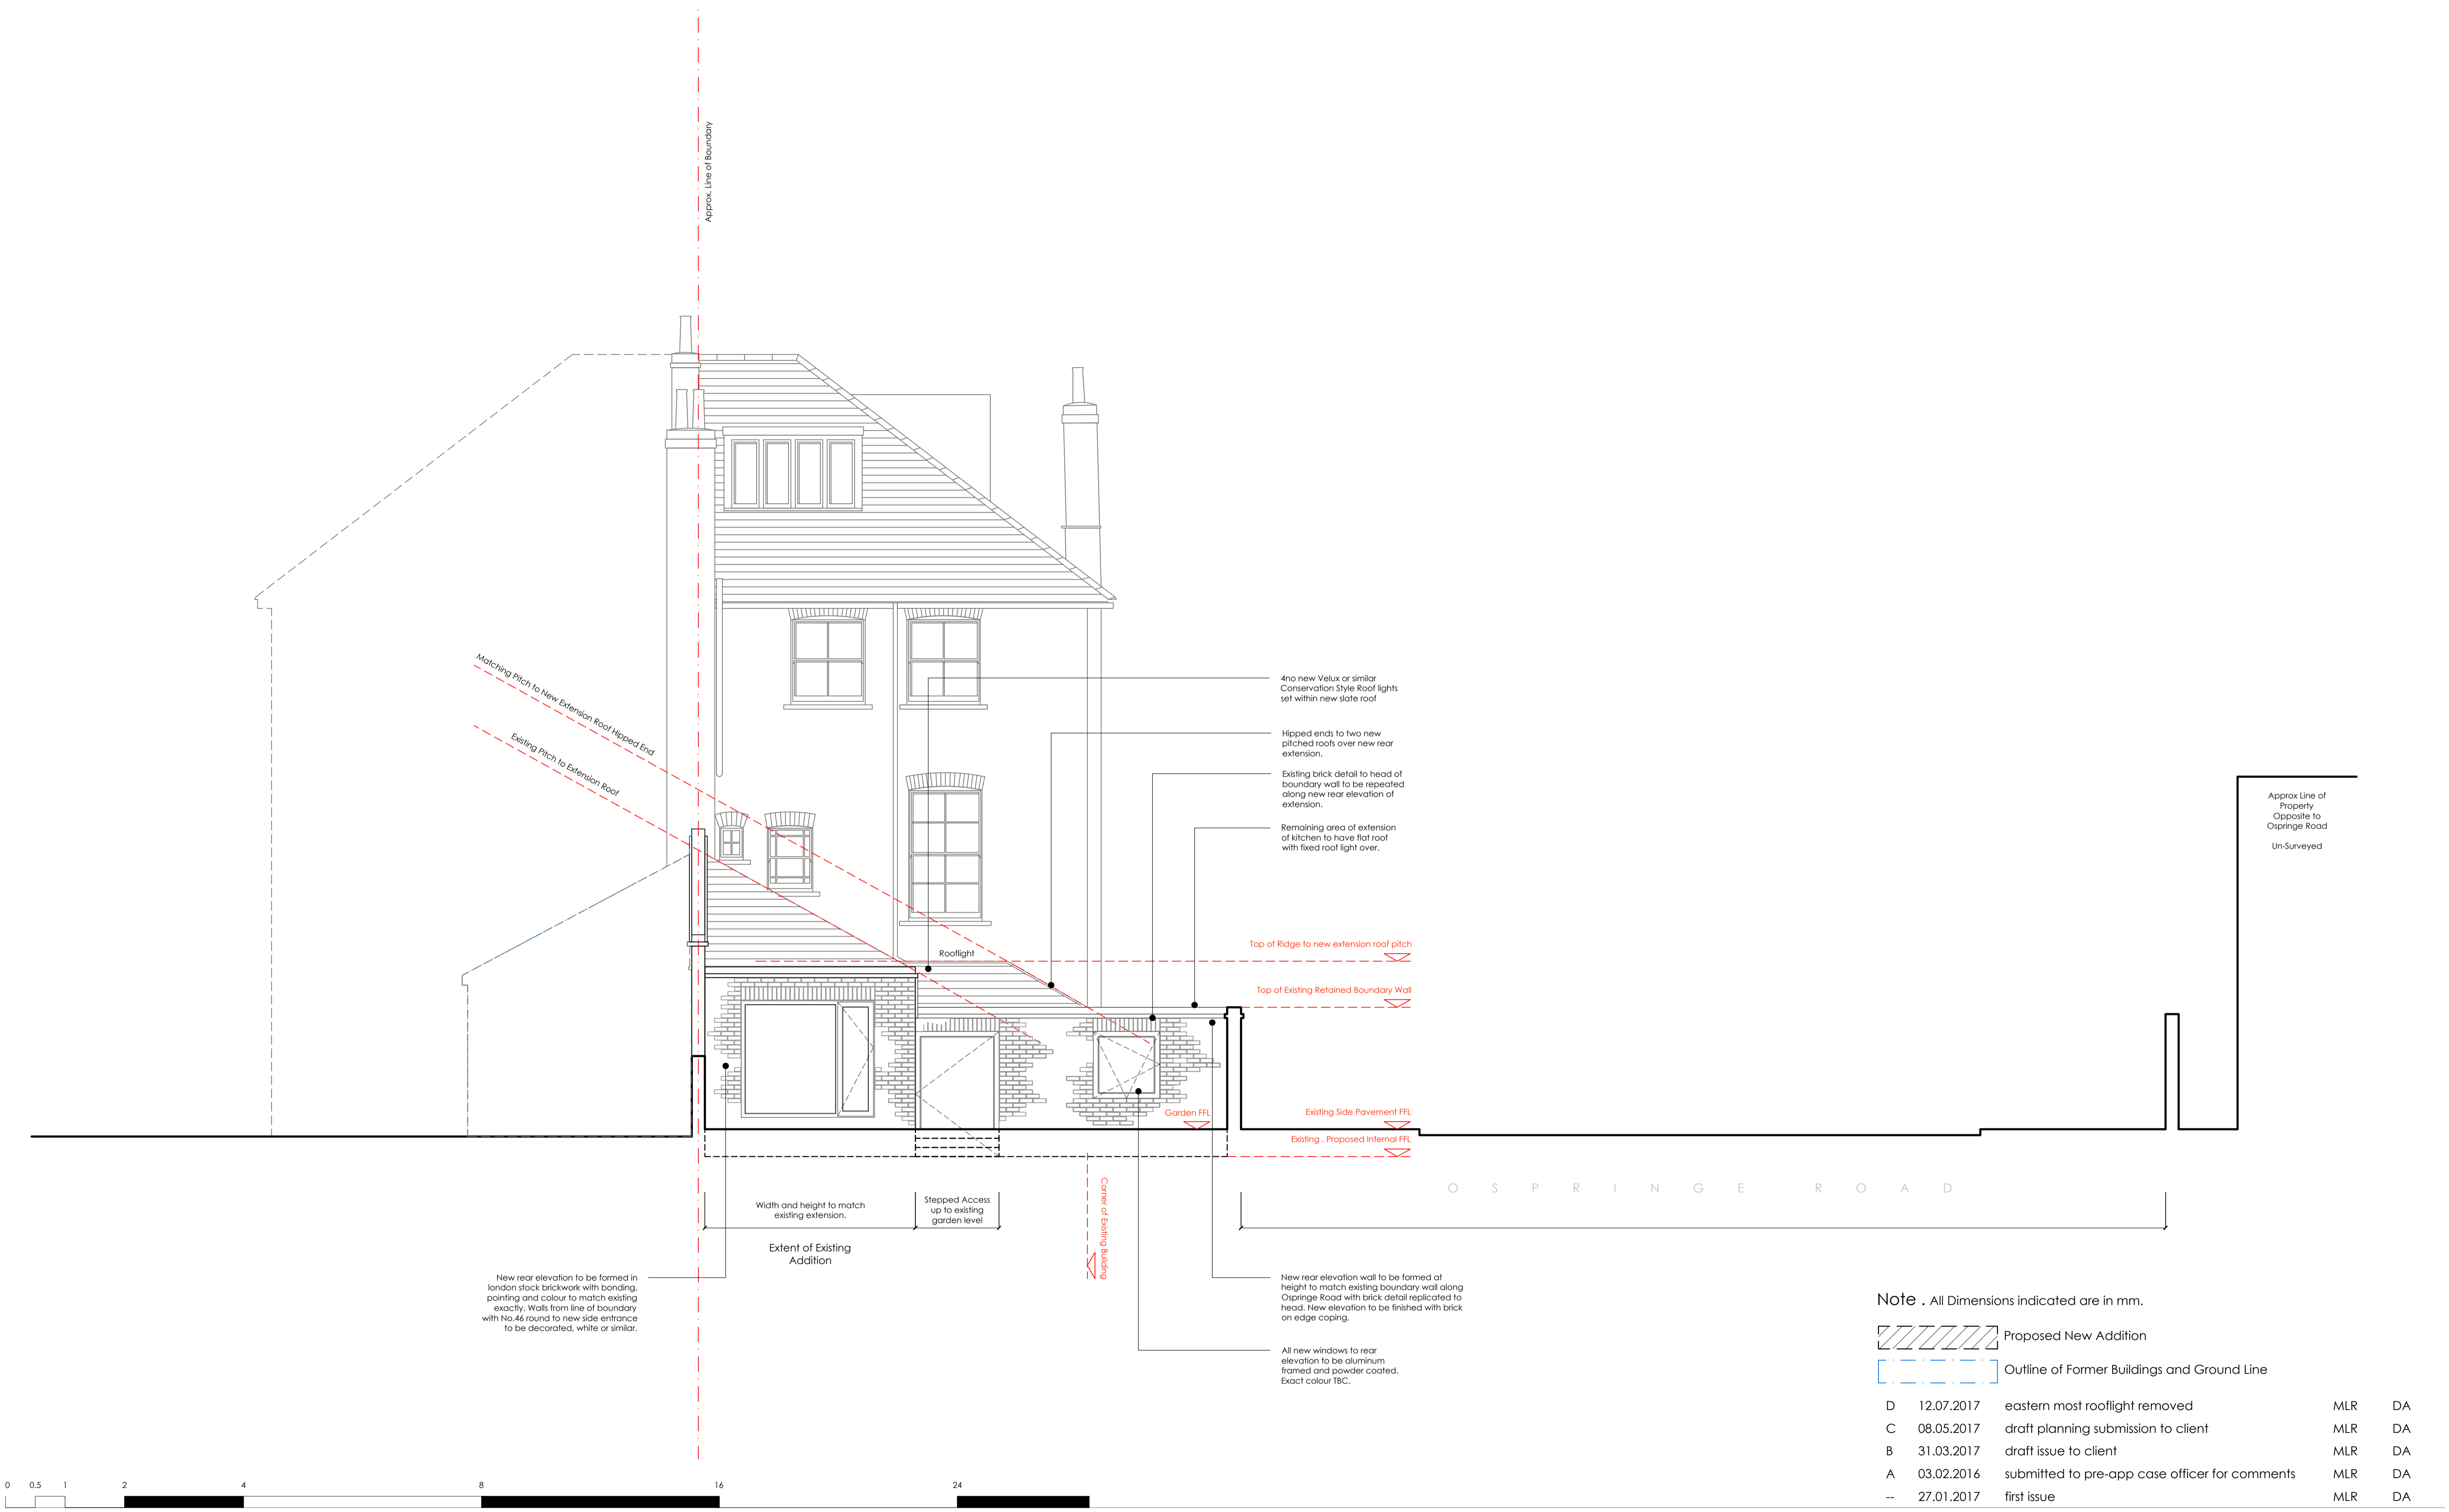 Approx. Line of Boundary
Matching Pitch to New Extension Roof Hipped End
Existing Pitch to Extension Roof
4no new Velux or similar
Conservation Style Roof lights
set within new slate roof
Hipped ends to two new
pitched roofs over new rear
extension.
Existing brick detail to head of
boundary wall to be repeated
along new rear elevation of
extension.
Remaining area of extension
of kitchen to have flat roof
with fixed roof light over.
Approx Line of
Property
Opposite to
Ospringe Road
Un-Surveyed
Rooflight
Top of Ridge to new extension roof pitch
Top of Existing Retained Boundary Wall
Garden FFL
Existing Side Pavement FFL
Existing . Proposed Internal FFL
OSPRINGE ROAD
Corner of Existing Building
Width and height to match
existing extension.
Stepped Access
up to existing
garden level
Extent of Existing
Addition
New rear elevation to be formed in
london stock brickwork with bonding,
pointing and colour to match existing
exactly. Walls from line of boundary
with No.46 round to new side entrance
to be decorated, white or similar.
New rear elevation wall to be formed at
height to match existing boundary wall along
Ospringe Road with brick detail replicated to
head. New elevation to be finished with brick
on edge coping.
All new windows to rear
elevation to be aluminum
framed and powder coated.
Exact colour TBC.
Note . All Dimensions indicated are in mm.
Proposed New Addition
Outline of Former Buildings and Ground Line
D 12.07.2017 eastern most rooflight removed MLR DA
C 08.05.2017 draft planning submission to client MLR DA
B 31.03.2017 draft issue to client MLR DA
A 03.02.2016 submitted to pre-app case officer for comments MLR DA
-- 27.01.2017 first issue MLR DA
0 0.5 1 2 4 8 16 24